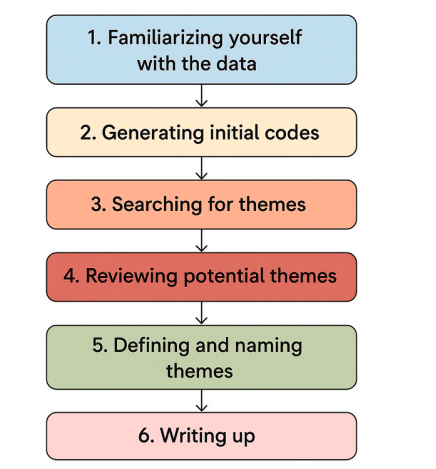 1. Familiarizing yourself
with the data
2. Generating initial codes
3. Searching for themes
4. Reviewing potential themes
5. Defining and naming
themes
6. Writing up